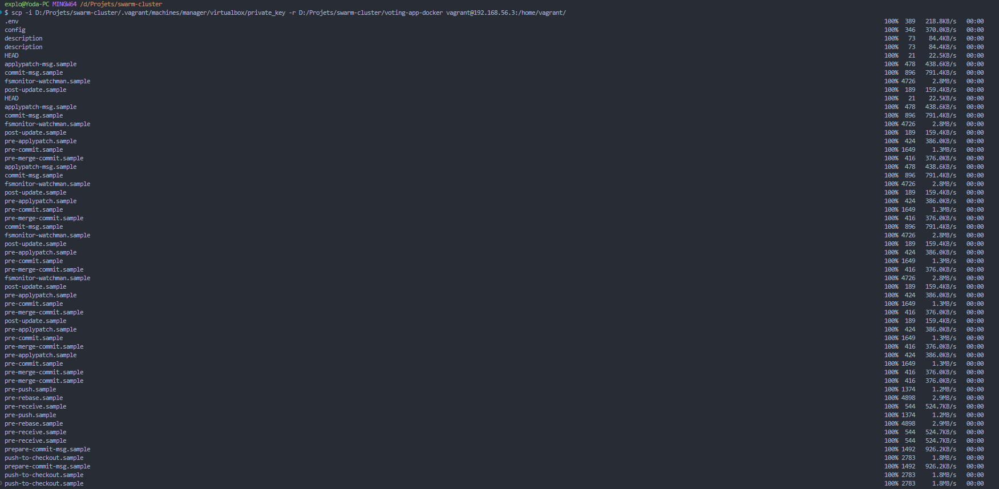 explo@Yoda-PC MINGW64 /d/Projets/swarm-cluster
$ scp -i D:/Projets/swarm-cluster/.vagrant/machines/manager/virtualbox/private_key -r D:/Projets/swarm-cluster/voting-app-docker vagrant@192.168.56.3:/home/vagrant/
.env 100% 389 218.8KB/s 00:00
config 100% 346 370.0KB/s 00:00
description 100% 73 84.4KB/s 00:00
description 100% 73 84.4KB/s 00:00
HEAD 100% 21 22.5KB/s 00:00
applypatch-msg.sample 100% 478 438.6KB/s 00:00
commit-msg.sample 100% 896 791.4KB/s 00:00
fsmonitor-watchman.sample 100% 4726 2.8MB/s 00:00
post-update.sample 100% 189 159.4KB/s 00:00
HEAD 100% 21 22.5KB/s 00:00
applypatch-msg.sample 100% 478 438.6KB/s 00:00
commit-msg.sample 100% 896 791.4KB/s 00:00
fsmonitor-watchman.sample 100% 4726 2.8MB/s 00:00
post-update.sample 100% 189 159.4KB/s 00:00
pre-applypatch.sample 100% 424 386.0KB/s 00:00
pre-commit.sample 100% 1649 1.3MB/s 00:00
pre-merge-commit.sample 100% 416 376.0KB/s 00:00
applypatch-msg.sample 100% 478 438.6KB/s 00:00
commit-msg.sample 100% 896 791.4KB/s 00:00
fsmonitor-watchman.sample 100% 4726 2.8MB/s 00:00
post-update.sample 100% 189 159.4KB/s 00:00
pre-applypatch.sample 100% 424 386.0KB/s 00:00
pre-commit.sample 100% 1649 1.3MB/s 00:00
pre-merge-commit.sample 100% 416 376.0KB/s 00:00
commit-msg.sample 100% 896 791.4KB/s 00:00
fsmonitor-watchman.sample 100% 4726 2.8MB/s 00:00
post-update.sample 100% 189 159.4KB/s 00:00
pre-applypatch.sample 100% 424 386.0KB/s 00:00
pre-commit.sample 100% 1649 1.3MB/s 00:00
pre-merge-commit.sample 100% 416 376.0KB/s 00:00
fsmonitor-watchman.sample 100% 4726 2.8MB/s 00:00
post-update.sample 100% 189 159.4KB/s 00:00
pre-applypatch.sample 100% 424 386.0KB/s 00:00
pre-commit.sample 100% 1649 1.3MB/s 00:00
pre-merge-commit.sample 100% 416 376.0KB/s 00:00
post-update.sample 100% 189 159.4KB/s 00:00
pre-applypatch.sample 100% 424 386.0KB/s 00:00
pre-commit.sample 100% 1649 1.3MB/s 00:00
pre-merge-commit.sample 100% 416 376.0KB/s 00:00
pre-applypatch.sample 100% 424 386.0KB/s 00:00
pre-commit.sample 100% 1649 1.3MB/s 00:00
pre-merge-commit.sample 100% 416 376.0KB/s 00:00
pre-merge-commit.sample 100% 416 376.0KB/s 00:00
pre-push.sample 100% 1374 1.2MB/s 00:00
pre-rebase.sample 100% 4898 2.9MB/s 00:00
pre-receive.sample 100% 544 524.7KB/s 00:00
pre-push.sample 100% 1374 1.2MB/s 00:00
pre-rebase.sample 100% 4898 2.9MB/s 00:00
pre-receive.sample 100% 544 524.7KB/s 00:00
pre-receive.sample 100% 544 524.7KB/s 00:00
prepare-commit-msg.sample 100% 1492 926.2KB/s 00:00
push-to-checkout.sample 100% 2783 1.8MB/s 00:00
prepare-commit-msg.sample 100% 1492 926.2KB/s 00:00
push-to-checkout.sample 100% 2783 1.8MB/s 00:00
push-to-checkout.sample 100% 2783 1.8MB/s 00:00